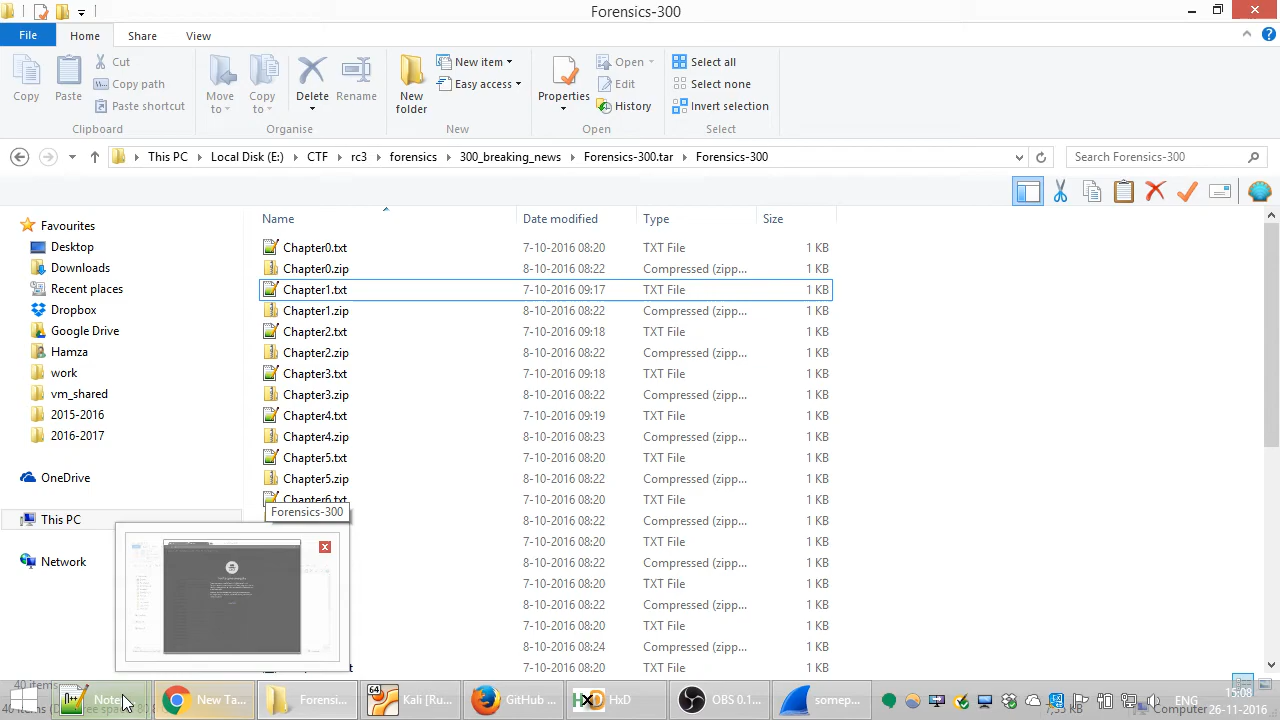 Forensics-300
File Home Share View
Copy Paste Cut Copy path Paste shortcut Clipboard
Move to Copy to Delete Rename Organise
New folder New item Easy access New
Properties Open Edit History Open
Select all Select none Invert selection Select
This PC Local Disk (E:) CTF rc3 forensics 300_breaking_news Forensics-300.tar Forensics-300 Search Forensics-300
Name Date modified Type Size
Favourites
Desktop
Downloads
Recent places
Dropbox
Google Drive
Hamza
work
vm_shared
2015-2016
2016-2017
OneDrive
This PC
Network
Chapter0.txt 7-10-2016 08:20 TXT File 1 KB
Chapter0.zip 8-10-2016 08:22 Compressed (zipp... 1 KB
Chapter1.txt 7-10-2016 09:17 TXT File 1 KB
Chapter1.zip 8-10-2016 08:22 Compressed (zipp... 1 KB
Chapter2.txt 7-10-2016 09:18 TXT File 1 KB
Chapter2.zip 8-10-2016 08:22 Compressed (zipp... 1 KB
Chapter3.txt 7-10-2016 09:18 TXT File 1 KB
Chapter3.zip 8-10-2016 08:22 Compressed (zipp... 1 KB
Chapter4.txt 7-10-2016 09:19 TXT File 1 KB
Chapter4.zip 8-10-2016 08:23 Compressed (zipp... 1 KB
Chapter5.txt 7-10-2016 08:20 TXT File 1 KB
Chapter5.zip 8-10-2016 08:22 Compressed (zipp... 1 KB
Chapter6.txt 7-10-2016 08:20 TXT File 1 KB
Forensics-300
8-10-2016 08:22 Compressed (zipp... 1 KB
7-10-2016 08:20 TXT File 1 KB
8-10-2016 08:22 Compressed (zipp... 1 KB
7-10-2016 08:20 TXT File 1 KB
8-10-2016 08:22 Compressed (zipp... 1 KB
7-10-2016 08:20 TXT File 1 KB
8-10-2016 08:24 Compressed (zipp... 1 KB
7-10-2016 08:20 TXT File 1 KB
40 items
New Ta... Forensi... Kali [Ru... GitHub HxD OBS 0.1... ENG 15:08
Computer 26-11-2016